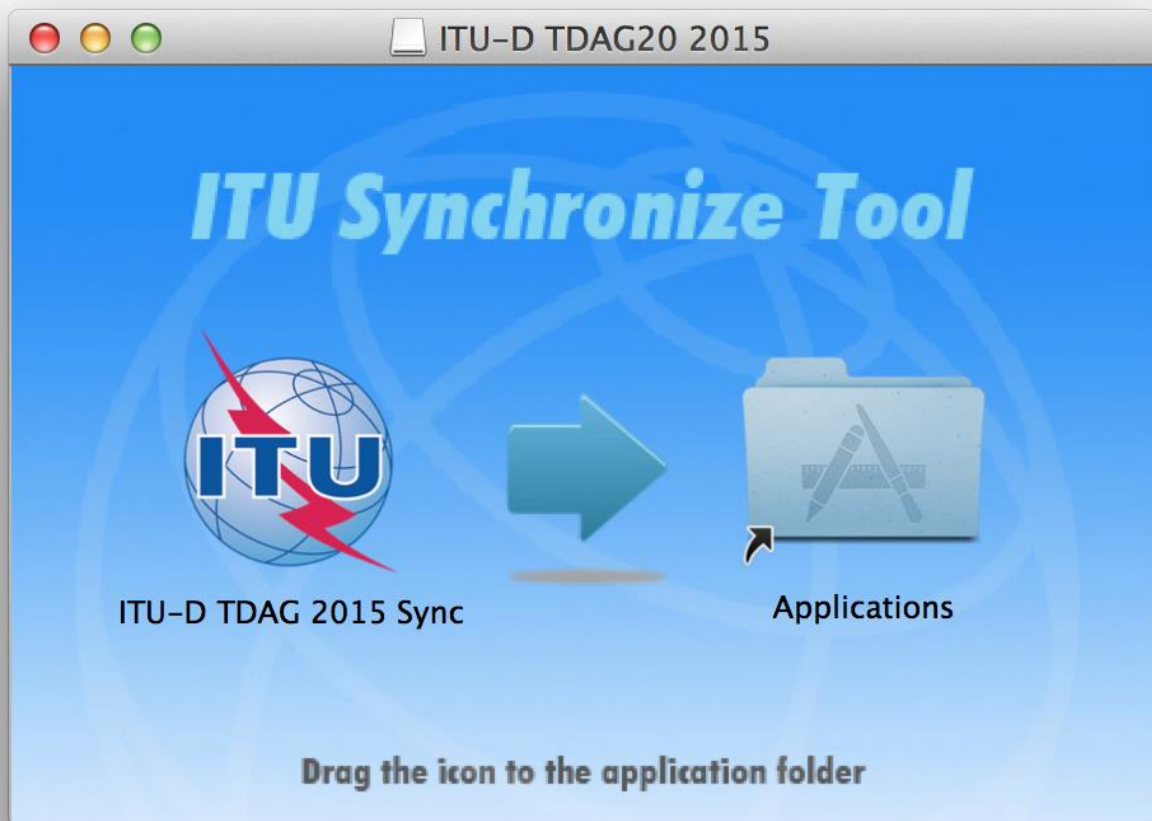 ITU-D TDAG20 2015
ITU Synchronize Tool
ITU
ITU-D TDAG 2015 Sync
Applications
Drag the icon to the application folder